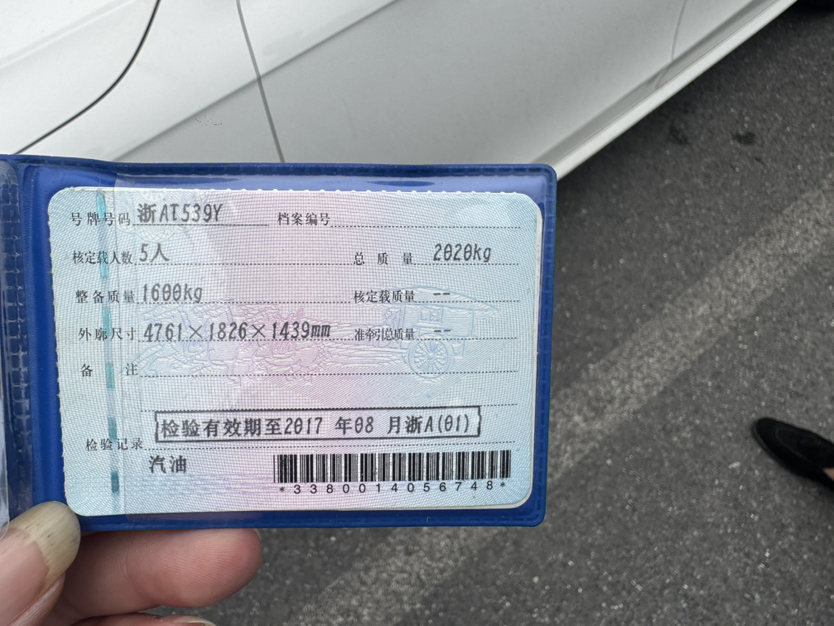 号牌号码 浙AT539Y 档案编号
核定载人数 5人 总质量 2020kg
整备质量 1600kg 核定载质量 --
外廓尺寸 4761×1826×1439mm 准牵引总质量 --
备注
检验记录 检验有效期至2017 年08 月浙A(01)
汽油
*3380014056748*